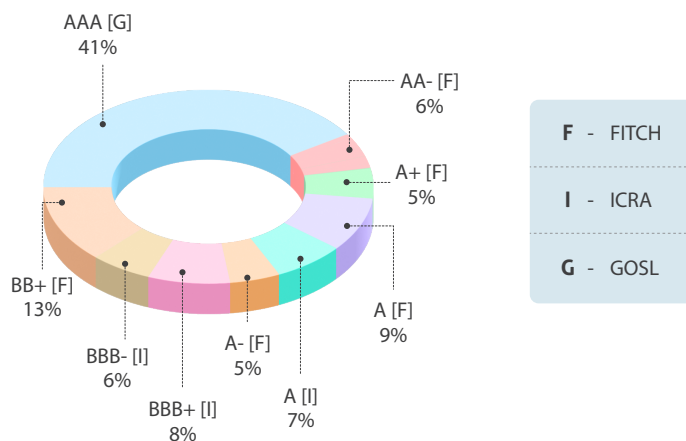 AAA [G]
41%
AA- [F]
6%
A+ [F]
5%
A [F]
9%
A [I]
7%
A- [F]
5%
BBB+ [I]
8%
BBB- [I]
6%
BB+ [F]
13%
F - FITCH
I - ICRA
G - GOSL